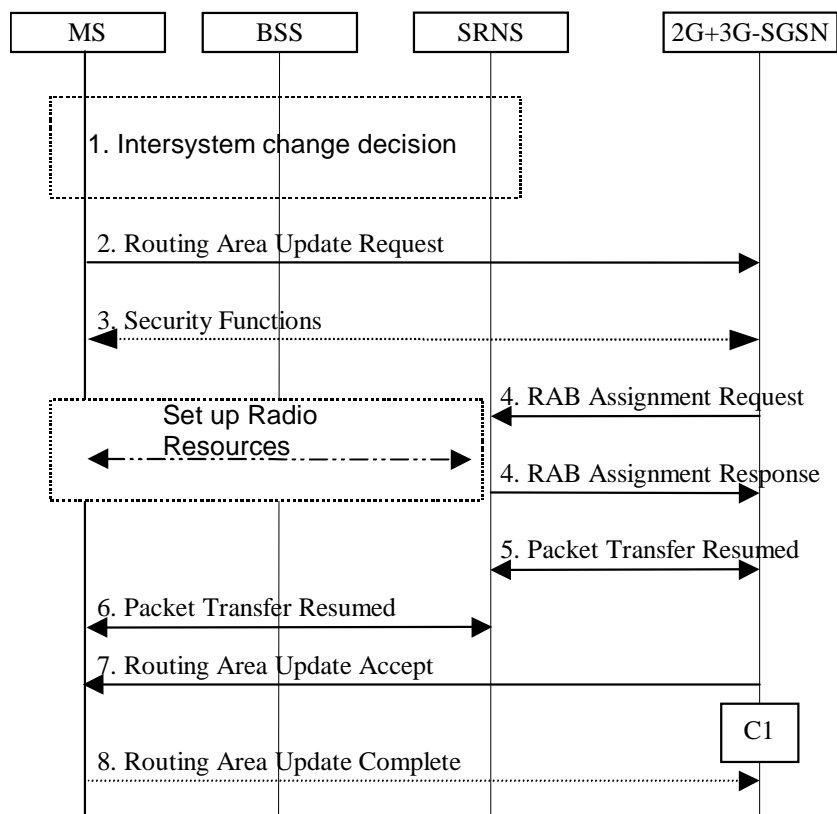 MS
BSS
SRNS
2G+3G-SGSN
1. Intersystem change decision
2. Routing Area Update Request
3. Security Functions
4. RAB Assignment Request
Set up Radio
Resources
4. RAB Assignment Response
5. Packet Transfer Resumed
6. Packet Transfer Resumed
7. Routing Area Update Accept
C1
8. Routing Area Update Complete